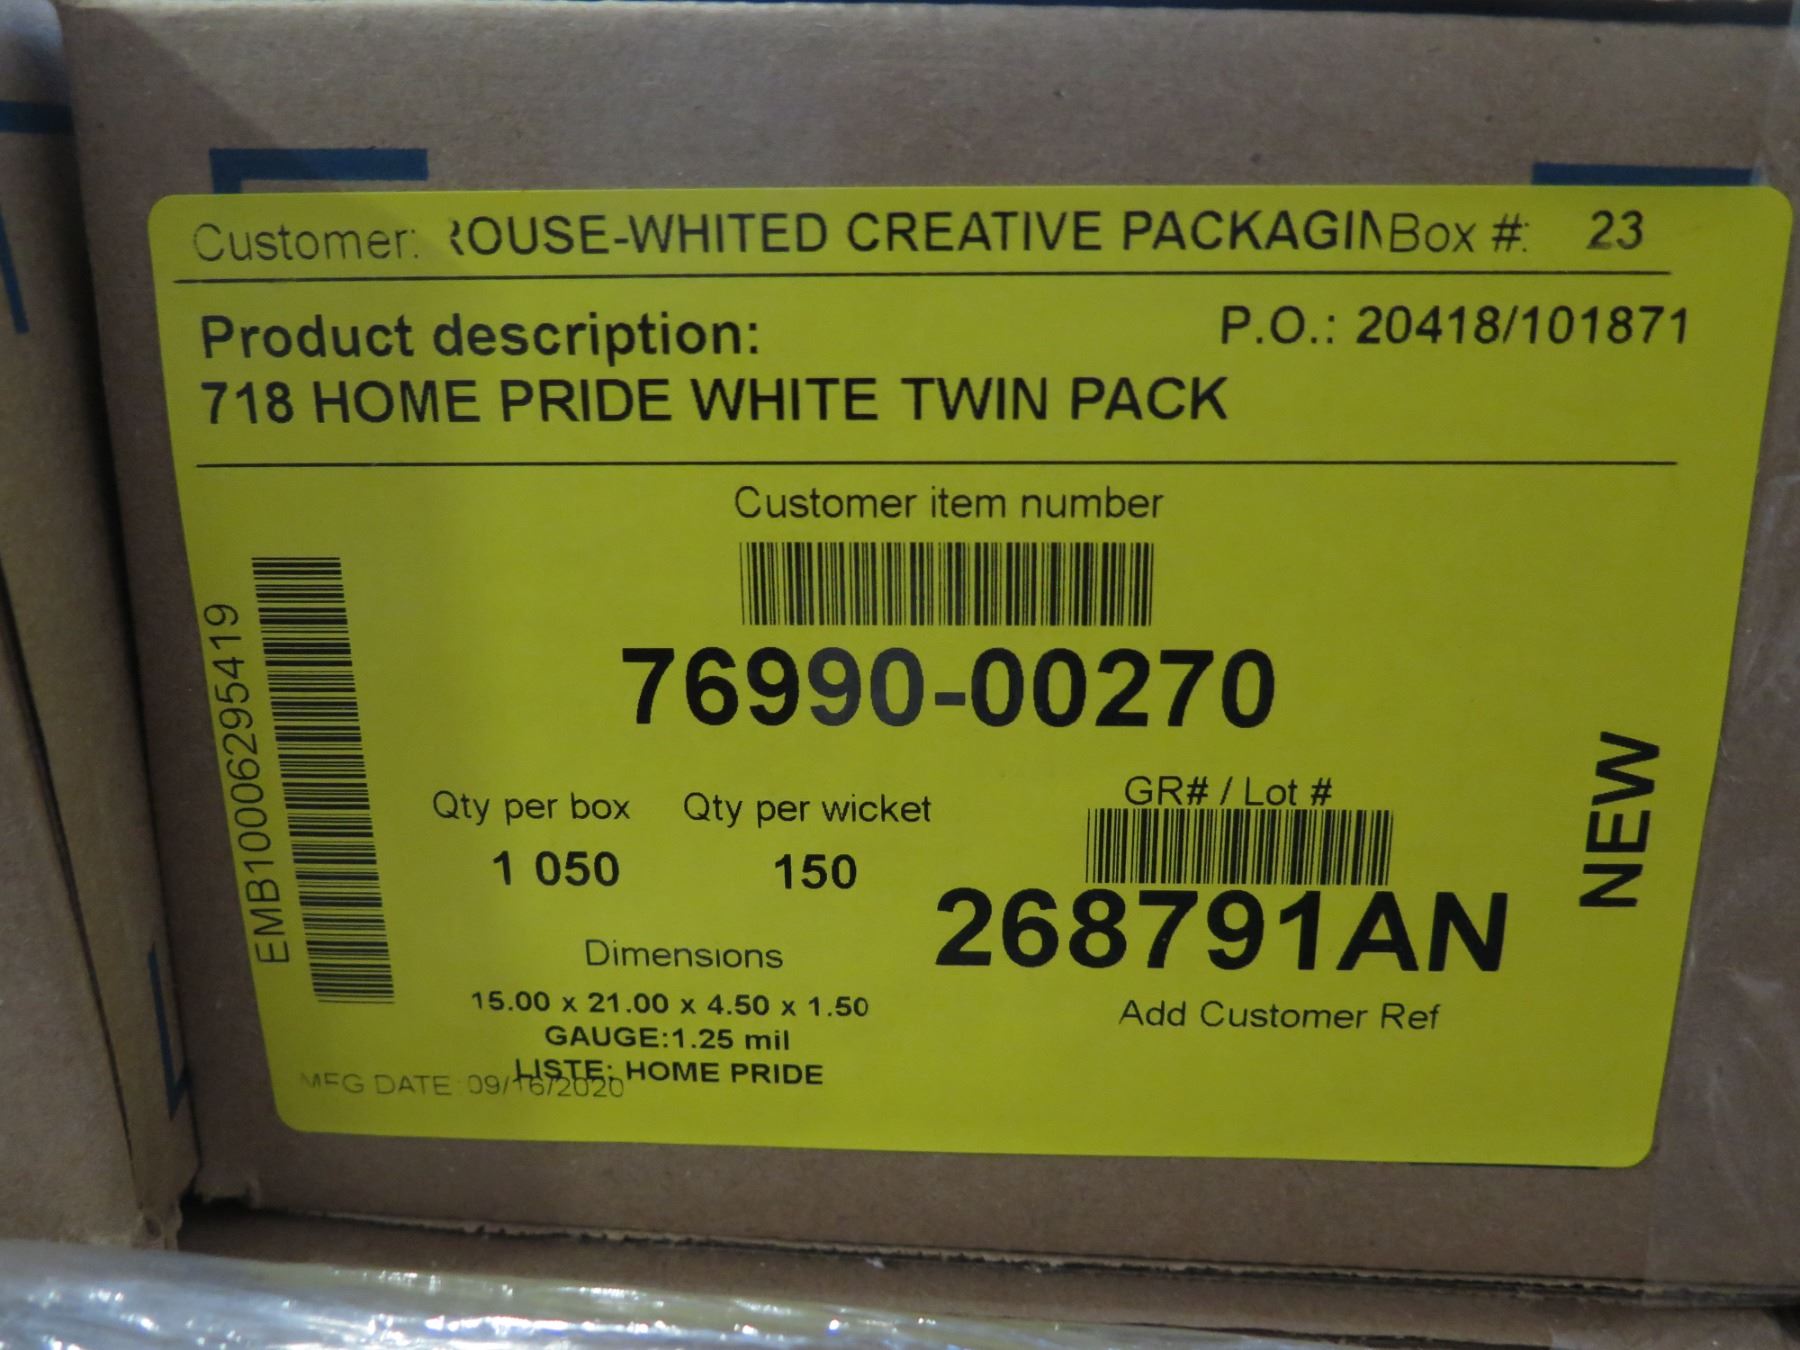 Customer: ROUSE-WHITED CREATIVE PACKAGIN Box #: 23
Product description: P.O.: 20418/101871
718 HOME PRIDE WHITE TWIN PACK
Customer item number
76990-00270
EMB10006295419
Qty per box Qty per wicket GR# / Lot #
1 050 150
268791AN
NEW
Dimensions
15.00 x 21.00 x 4.50 x 1.50 Add Customer Ref
GAUGE:1.25 mil
LISTE: HOME PRIDE
MFG DATE: 09/16/2020